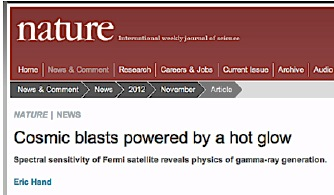 nature International weekly journal of science
Home News & Comment Research Careers & Jobs Current Issue Archive Audio
News & Comment News 2012 November Article
NATURE | NEWS
Cosmic blasts powered by a hot glow
Spectral sensitivity of Fermi satellite reveals physics of gamma-ray generation.
Eric Hand